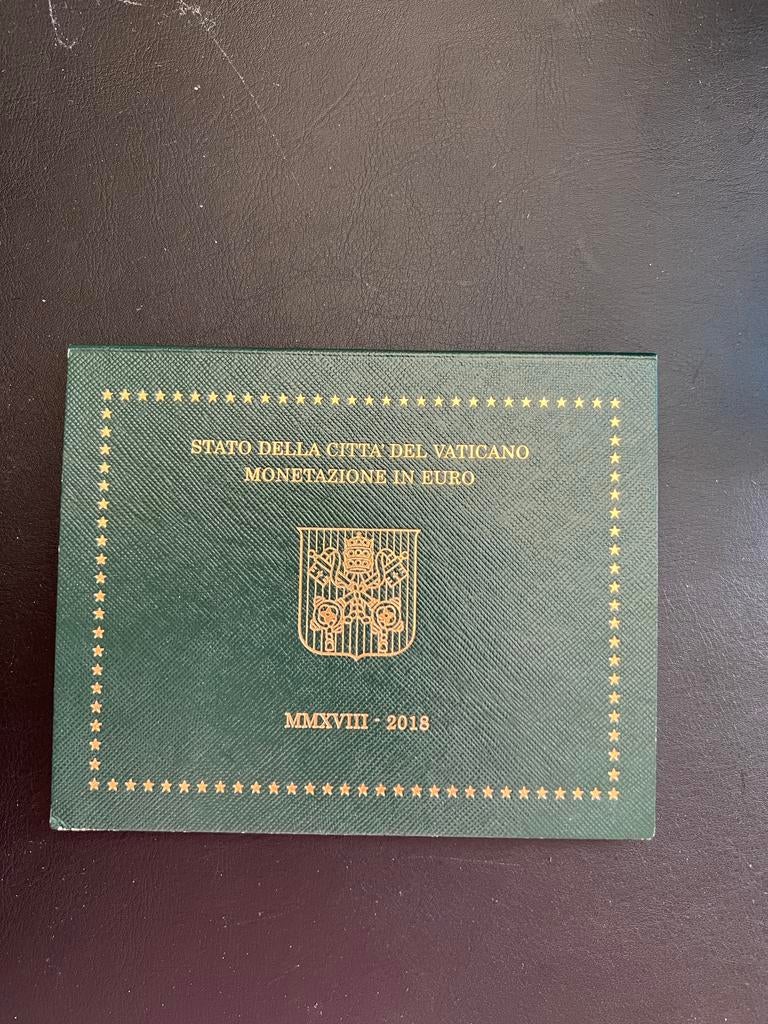 STATO DELLA CITTA' DEL VATICANO
MONETAZIONE IN EURO
MMXVIII - 2018